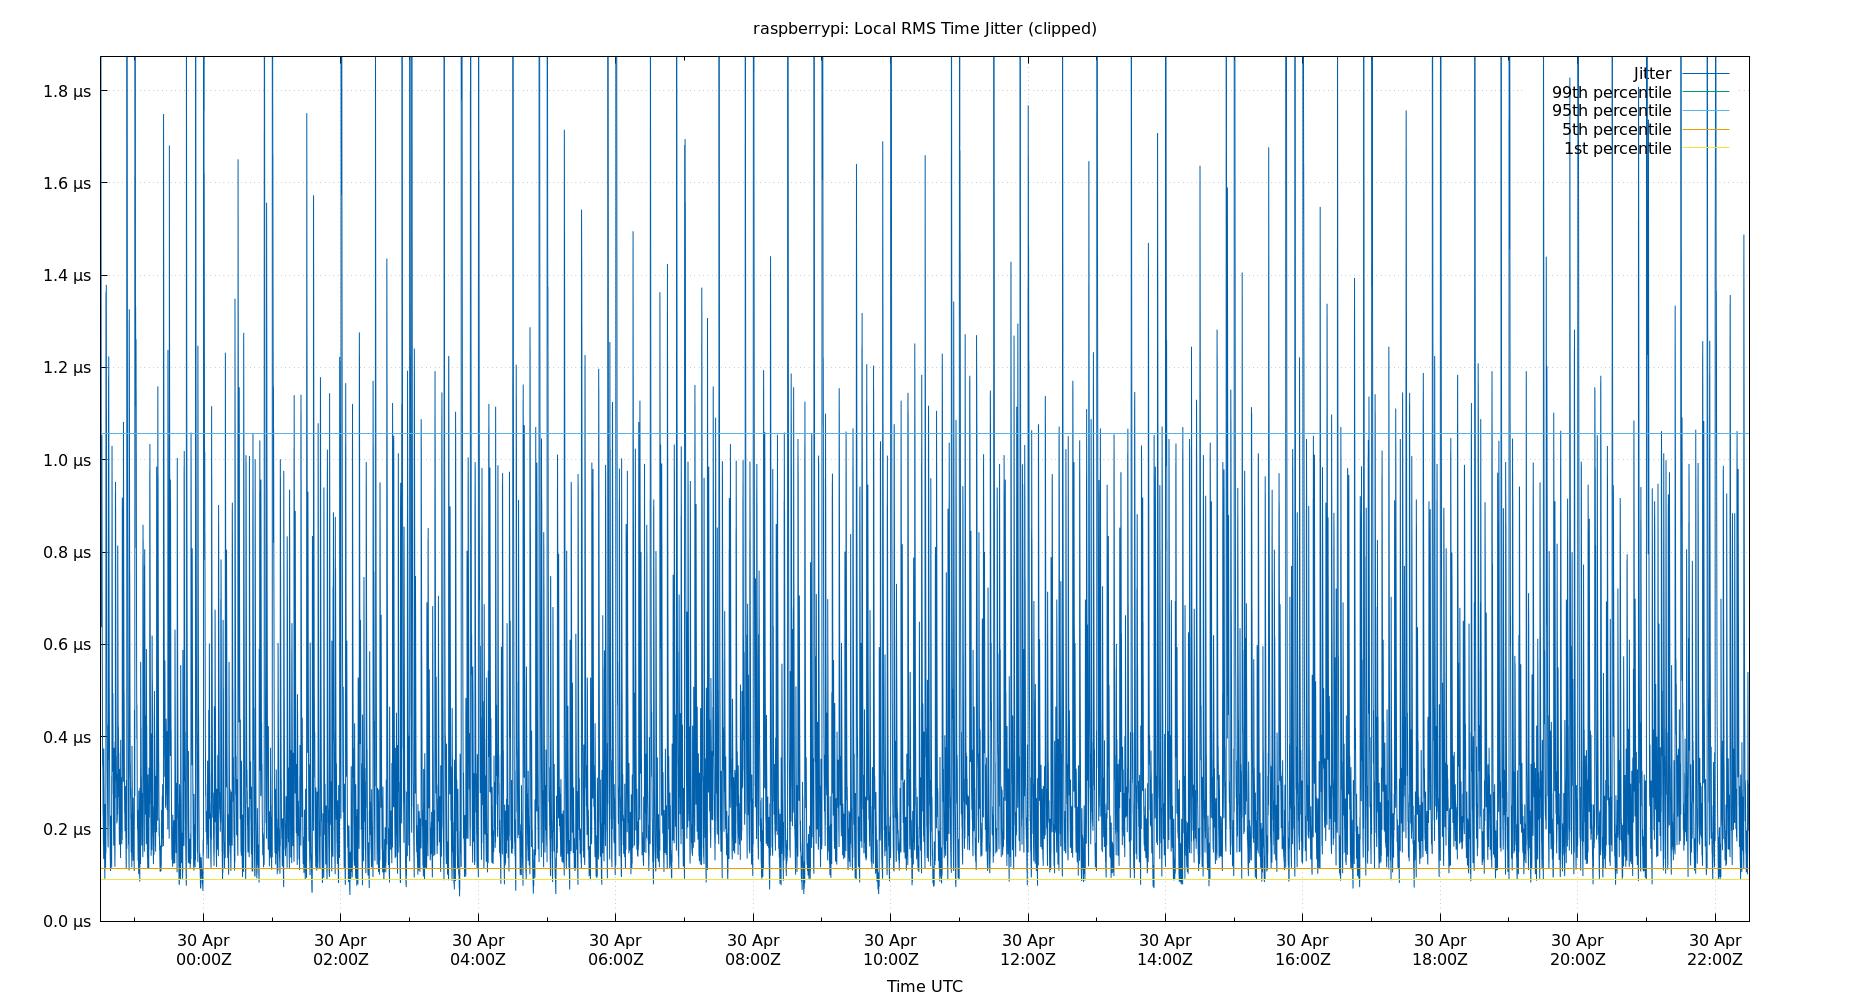 raspberrypi: Local RMS Time Jitter (clipped)
Jitter
99th percentile
95th percentile
5th percentile
1st percentile
1.8 µs
1.6 µs
1.4 µs
1.2 µs
1.0 µs
0.8 µs
0.6 µs
0.4 µs
0.2 µs
0.0 µs
30 Apr 30 Apr 30 Apr 30 Apr 30 Apr 30 Apr 30 Apr 30 Apr 30 Apr 30 Apr 30 Apr 30 Apr
00:00Z 02:00Z 04:00Z 06:00Z 08:00Z 10:00Z 12:00Z 14:00Z 16:00Z 18:00Z 20:00Z 22:00Z
Time UTC